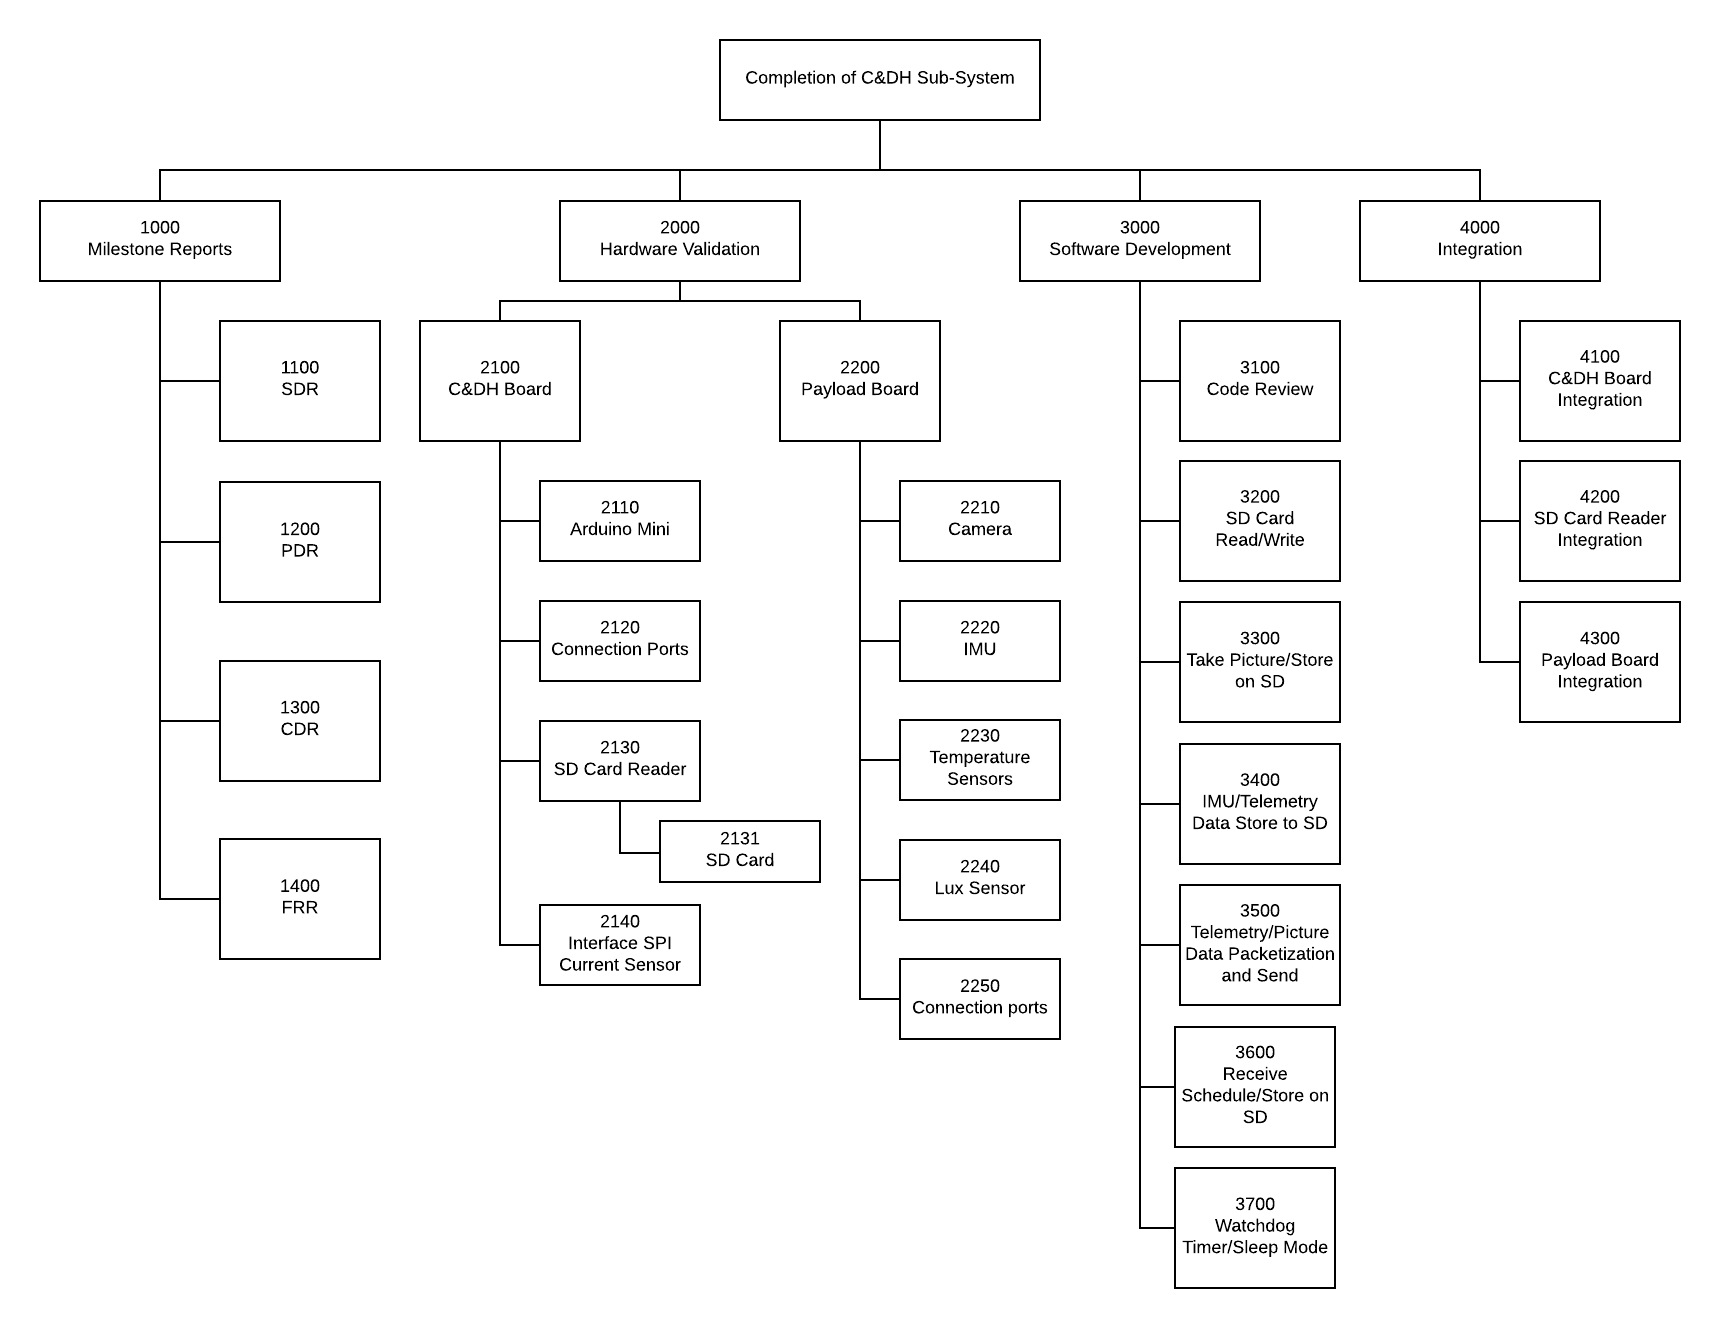 Completion of C&DH Sub-System
1000
Milestone Reports
2000
Hardware Validation
3000
Software Development
4000
Integration
1100
SDR
1200
PDR
1300
CDR
1400
FRR
2100
C&DH Board
2110
Arduino Mini
2120
Connection Ports
2130
SD Card Reader
2131
SD Card
2140
Interface SPI
Current Sensor
2200
Payload Board
2210
Camera
2220
IMU
2230
Temperature
Sensors
2240
Lux Sensor
2250
Connection ports
3100
Code Review
3200
SD Card
Read/Write
3300
Take Picture/Store
on SD
3400
IMU/Telemetry
Data Store to SD
3500
Telemetry/Picture
Data Packetization
and Send
3600
Receive
Schedule/Store on
SD
3700
Watchdog
Timer/Sleep Mode
4100
C&DH Board
Integration
4200
SD Card Reader
Integration
4300
Payload Board
Integration